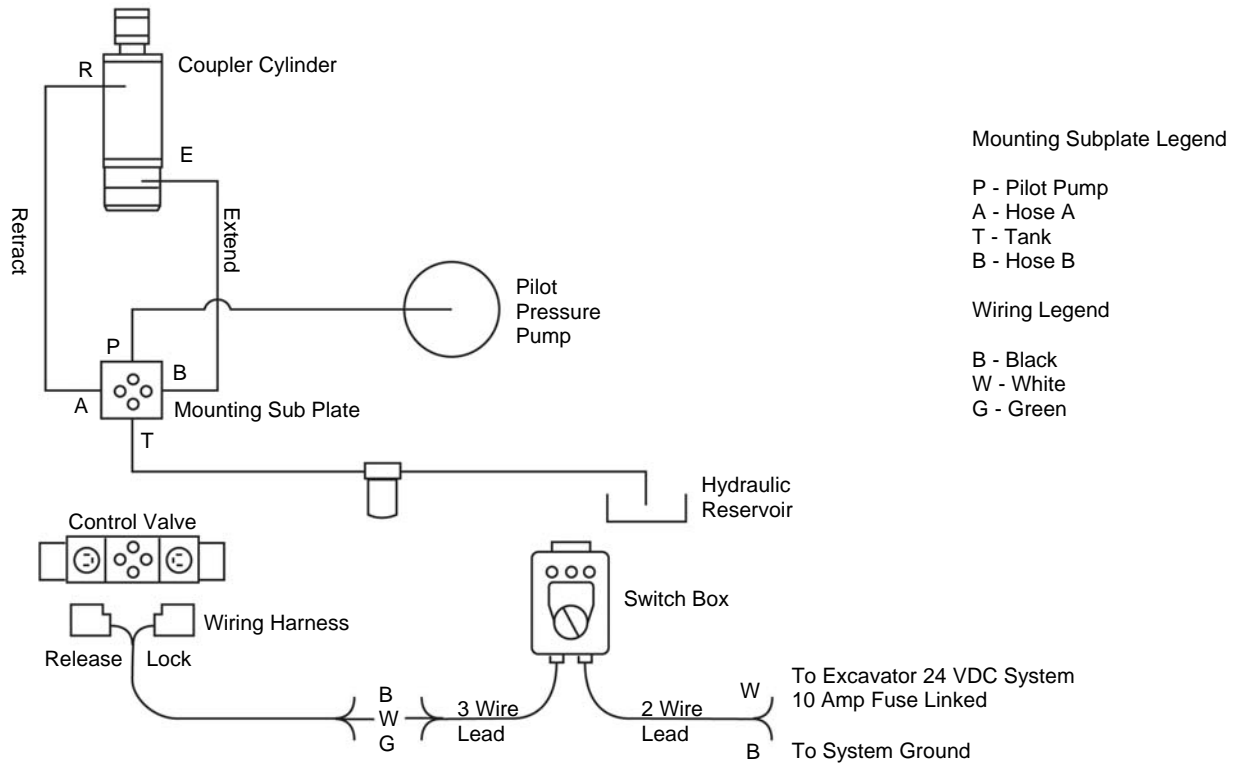 R
Coupler Cylinder
E
Retract
Extend
Pilot
Pressure
Pump
P
B
A
Mounting Sub Plate
T
Hydraulic
Reservoir
Mounting Subplate Legend
P - Pilot Pump
A - Hose A
T - Tank
B - Hose B
Wiring Legend
B - Black
W - White
G - Green
Control Valve
Wiring Harness
Release
Lock
Switch Box
B
W
G
3 Wire
Lead
2 Wire
Lead
W
To Excavator 24 VDC System
10 Amp Fuse Linked
B
To System Ground